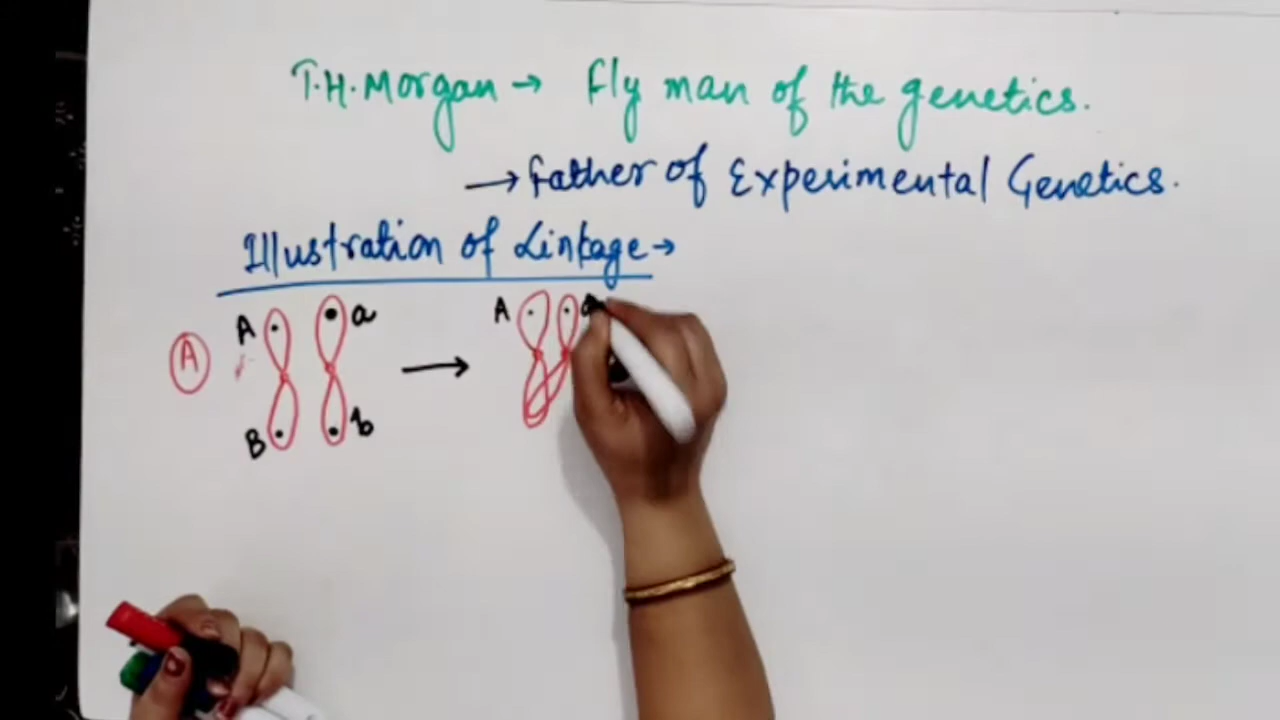 T.H.Morgan → Fly man of the genetics.
→ Father of Experimental Genetics.
Illustration of Linkage →
A a A a
A
B b